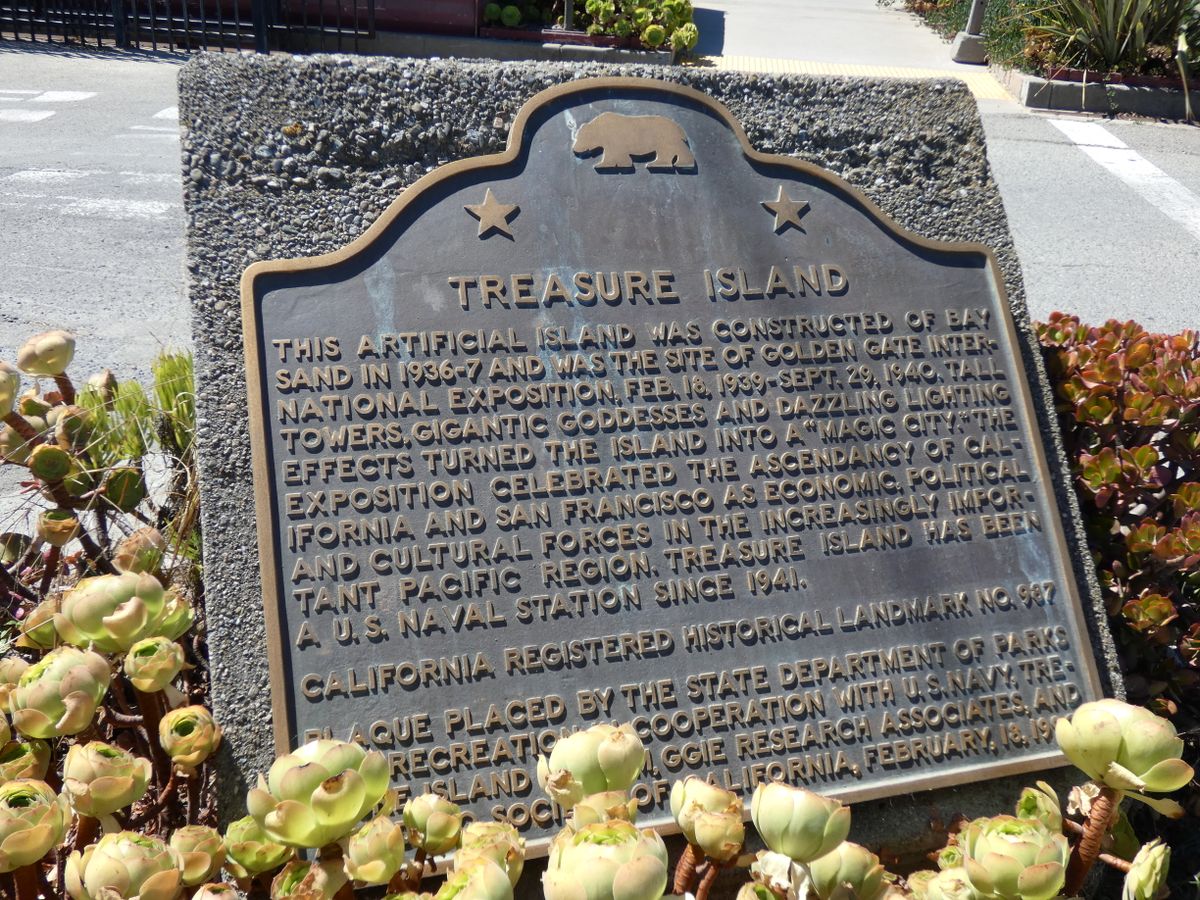 TREASURE ISLAND
THIS ARTIFICIAL ISLAND WAS CONSTRUCTED OF BAY
SAND IN 1936-7 AND WAS THE SITE OF GOLDEN GATE INTER-
NATIONAL EXPOSITION, FEB. 18, 1939-SEPT. 29, 1940. TALL
TOWERS, GIGANTIC GODDESSES AND DAZZLING LIGHTING
EFFECTS TURNED THE ISLAND INTO A "MAGIC CITY." THE
EXPOSITION CELEBRATED THE ASCENDANCY OF CAL-
IFORNIA AND SAN FRANCISCO AS ECONOMIC, POLITICAL
AND CULTURAL FORCES IN THE INCREASINGLY IMPOR-
TANT PACIFIC REGION. TREASURE ISLAND HAS BEEN
A U.S. NAVAL STATION SINCE 1941.
CALIFORNIA REGISTERED HISTORICAL LANDMARK NO. 987
PLAQUE PLACED BY THE STATE DEPARTMENT OF PARKS
RECREATION COOPERATION WITH U.S. NAVY, TRE-
ISLAND GGIE RESEARCH ASSOCIATES, AND
OF CALIFORNIA, FEBRUARY, 18,